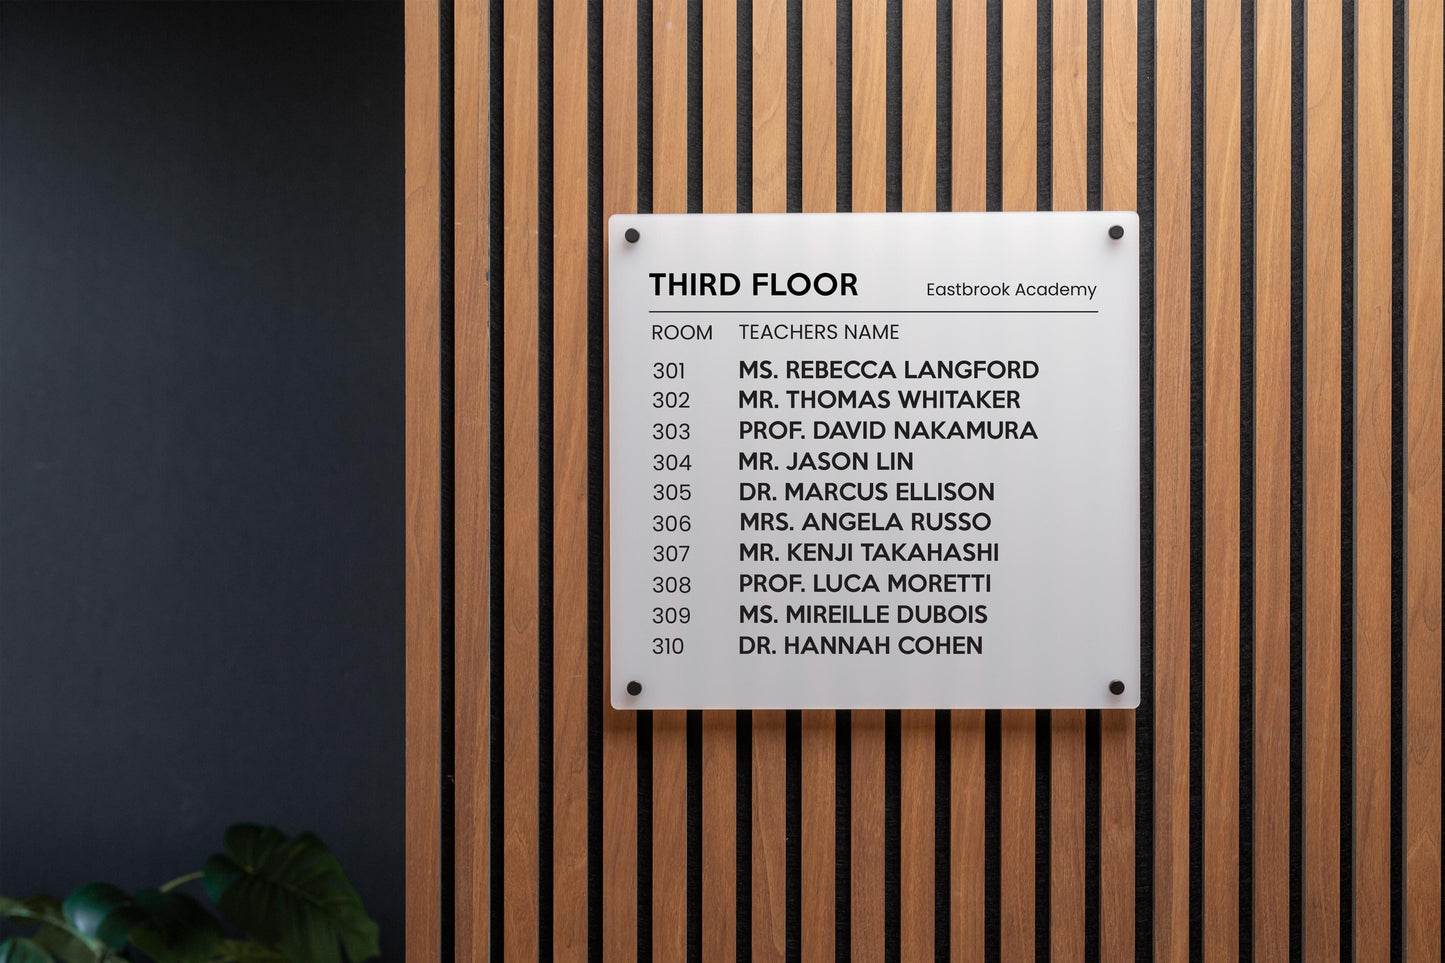 THIRD FLOOR Eastbrook Academy
ROOM TEACHERS NAME
301 MS. REBECCA LANGFORD
302 MR. THOMAS WHITAKER
303 PROF. DAVID NAKAMURA
304 MR. JASON LIN
305 DR. MARCUS ELLISON
306 MRS. ANGELA RUSSO
307 MR. KENJI TAKAHASHI
308 PROF. LUCA MORETTI
309 MS. MIREILLE DUBOIS
310 DR. HANNAH COHEN